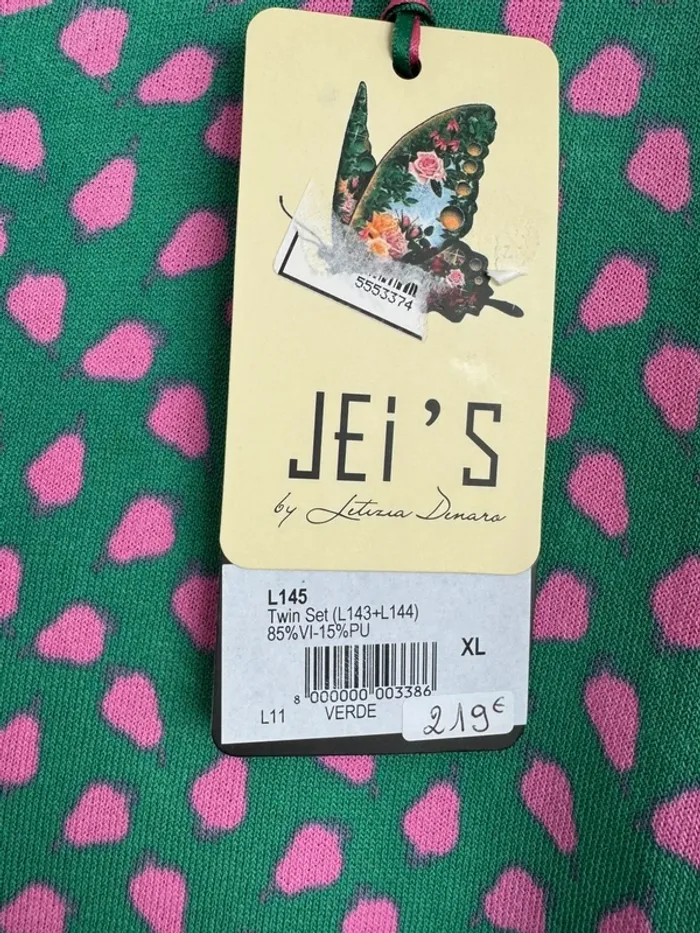 5553374
JEi'S
by Letizia Denaro
L145
Twin Set (L143+L144)
85%VI-15%PU
XL
8 000000 003386
L11 VERDE
219€